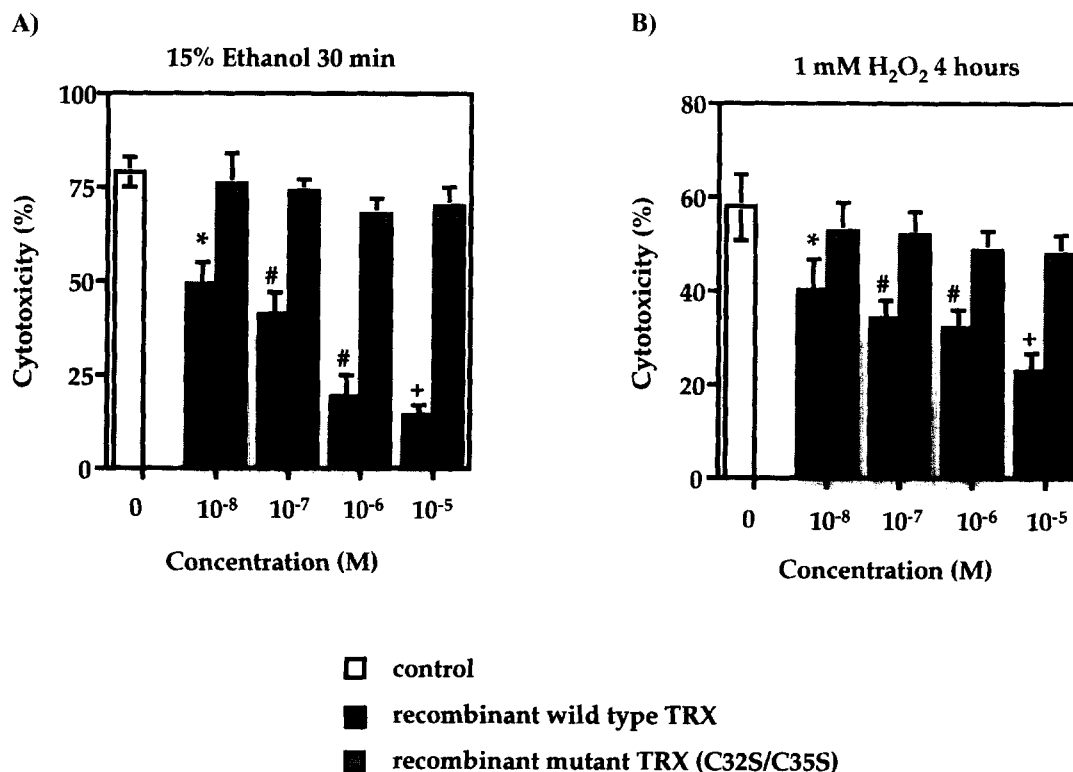 A)
15% Ethanol 30 min
Cytotoxicity (%)
100
75
50
25
0
*
#
#
+
0 10⁻⁸ 10⁻⁷ 10⁻⁶ 10⁻⁵
Concentration (M)
B)
1 mM H₂O₂ 4 hours
Cytotoxicity (%)
80
60
40
20
0
*
#
#
+
0 10⁻⁸ 10⁻⁷ 10⁻⁶ 10⁻⁵
Concentration (M)
control
recombinant wild type TRX
recombinant mutant TRX (C32S/C35S)